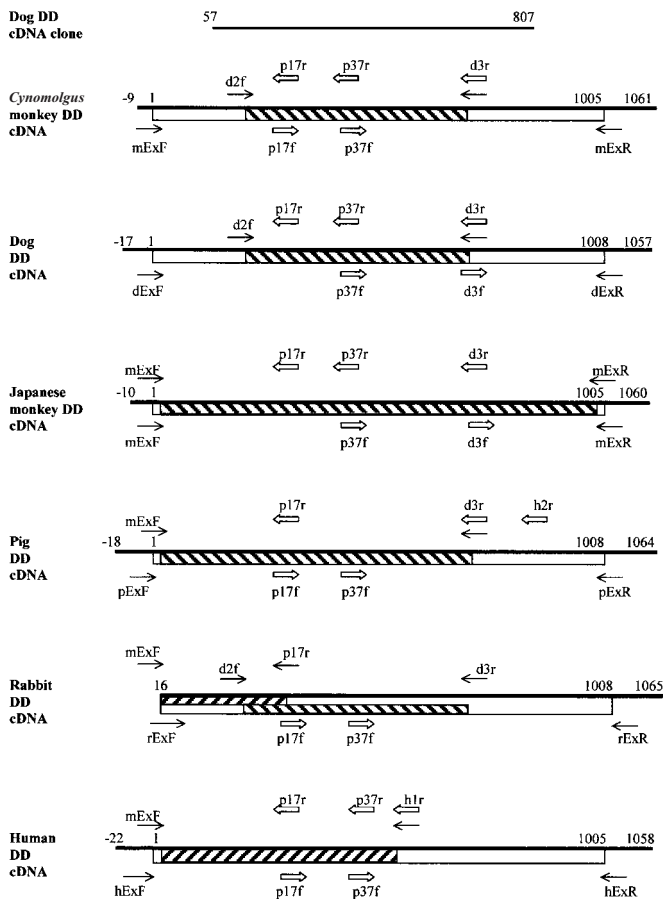 Dog DD
cDNA clone
57 807
p17r p37r d3r
d2f
Cynomolgus
monkey DD
cDNA
-9 1 1005 1061
mExF p17f p37f mExR
p17r p37r d3r
d2f
Dog
DD
cDNA
-17 1 1008 1057
dExF p37f d3f dExR
mExF p17r p37r d3r mExR
Japanese
monkey DD
cDNA
-10 1 1005 1060
mExF p37f d3f mExR
p17r d3r h2r
mExF
Pig
DD
cDNA
-18 1 1008 1064
pExF p17f p37f pExR
mExF d2f p17r d3r
Rabbit
DD
cDNA
16 1008 1065
rExF p17f p37f rExR
mExF p17r p37r h1r
Human
DD
cDNA
-22 1 1005 1058
hExF p17f p37f hExR